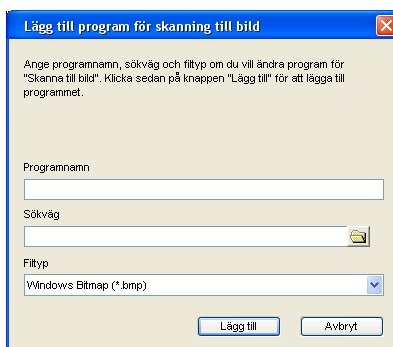 Lägg till program för skanning till bild
Ange programnamn, sökväg och filtyp om du vill ändra program för
"Skanna till bild". Klicka sedan på knappen "Lägg till" för att lägga till
programmet.
Programnamn
Sökväg
Filtyp
Windows Bitmap (*.bmp)
Lägg till
Avbryt